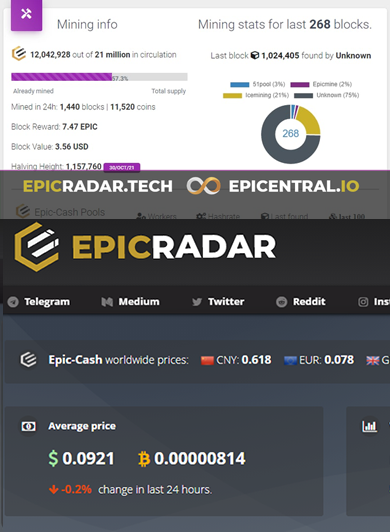 Mining info
Mining stats for last 268 blocks.
12,042,928 out of 21 million in circulation
Last block 1,024,405 found by Unknown
57.3%
Already mined Total supply
51pool (3%) Epicmine (2%)
Icemining (21%) Unknown (75%)
268
Mined in 24h: 1,440 blocks | 11,520 coins
Block Reward: 7.47 EPIC
Block Value: 3.56 USD
Halving Height: 1,157,760 20/OCT/21
EPICRADAR.TECH EPICENTRAL.IO
Epic-Cash Pools
Workers Hashrate Last found last 100
EPICRADAR
Telegram Medium Twitter Reddit Ins
Epic-Cash worldwide prices: CNY: 0.618 EUR: 0.078 G
Average price
$ 0.0921 0.00000814
-0.2% change in last 24 hours.